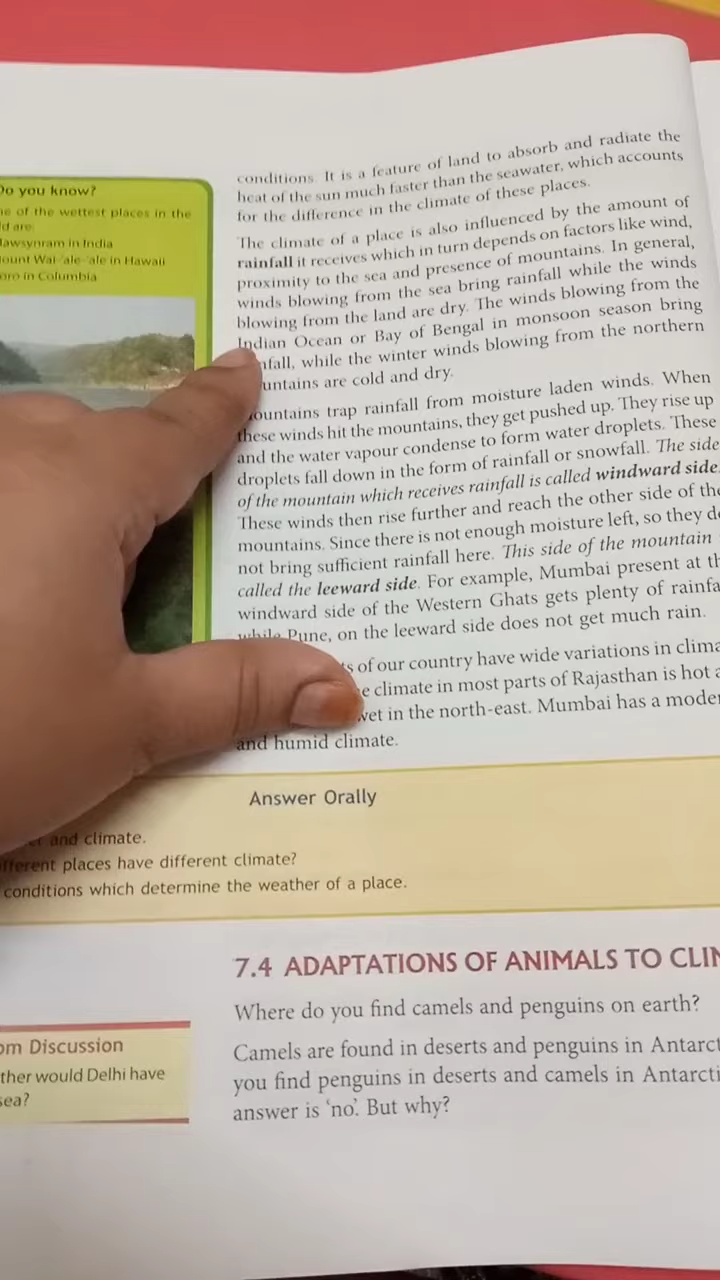 Do you know?
of the wettest places in the
are
Mawsynram in India
Mount Wai-'ale-'ale in Hawaii
in Columbia
conditions. It is a feature of land to absorb and radiate the
heat of the sun much faster than the seawater, which accounts
for the difference in the climate of these places.
The climate of a place is also influenced by the amount of
rainfall it receives which in turn depends on factors like wind,
proximity to the sea and presence of mountains. In general,
winds blowing from the sea bring rainfall while the winds
blowing from the land are dry. The winds blowing from the
Indian Ocean or Bay of Bengal in monsoon season bring
nfall, while the winter winds blowing from the northern
untains are cold and dry.
ountains trap rainfall from moisture laden winds. When
these winds hit the mountains, they get pushed up. They rise up
and the water vapour condense to form water droplets. These
droplets fall down in the form of rainfall or snowfall. The side
of the mountain which receives rainfall is called windward side.
These winds then rise further and reach the other side of the
mountains. Since there is not enough moisture left, so they do
not bring sufficient rainfall here. This side of the mountain
called the leeward side. For example, Mumbai present at th
windward side of the Western Ghats gets plenty of rainfa
while Pune, on the leeward side does not get much rain.
ts of our country have wide variations in clima
e climate in most parts of Rajasthan is hot a
wet in the north-east. Mumbai has a moder
and humid climate.
Answer Orally
er and climate.
fferent places have different climate?
conditions which determine the weather of a place.
7.4 ADAPTATIONS OF ANIMALS TO CLIM
Where do you find camels and penguins on earth?
Camels are found in deserts and penguins in Antarct
you find penguins in deserts and camels in Antarcti
answer is 'no'. But why?
om Discussion
ther would Delhi have
sea?